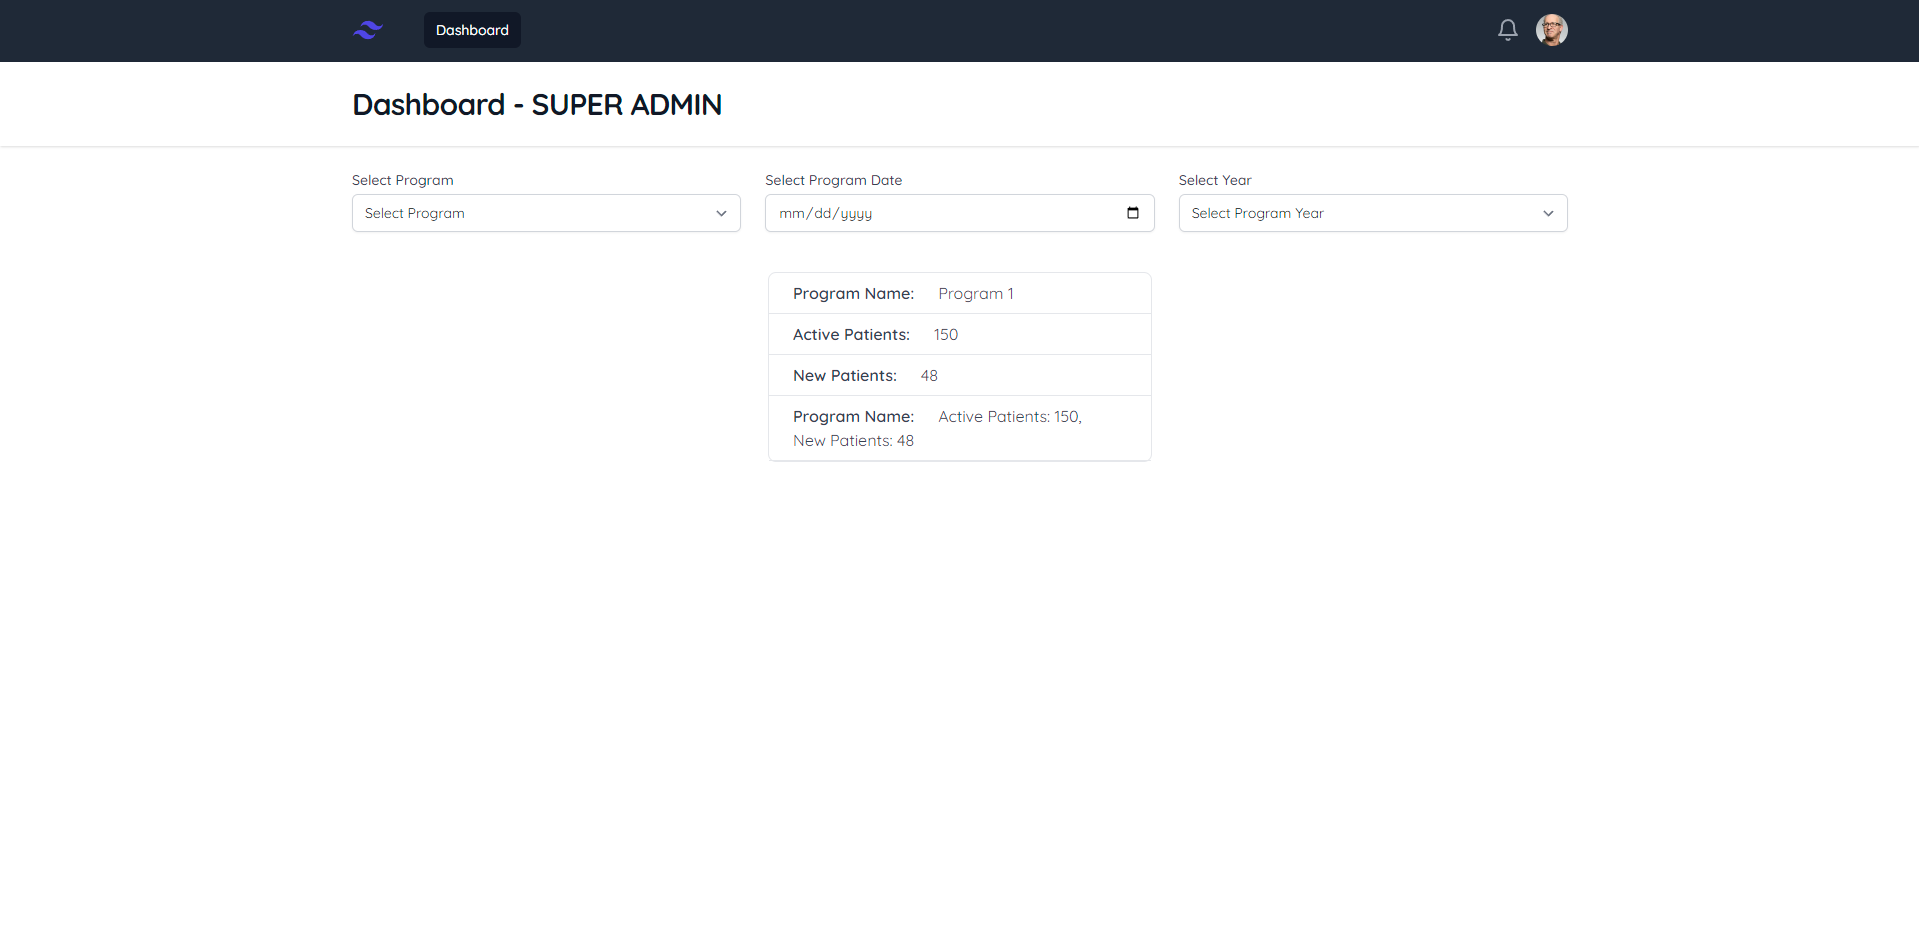 Dashboard
Dashboard - SUPER ADMIN
Select Program
Select Program
Select Program Date
mm/dd/yyyy
Select Year
Select Program Year
Program Name: Program 1
Active Patients: 150
New Patients: 48
Program Name: Active Patients: 150,
New Patients: 48